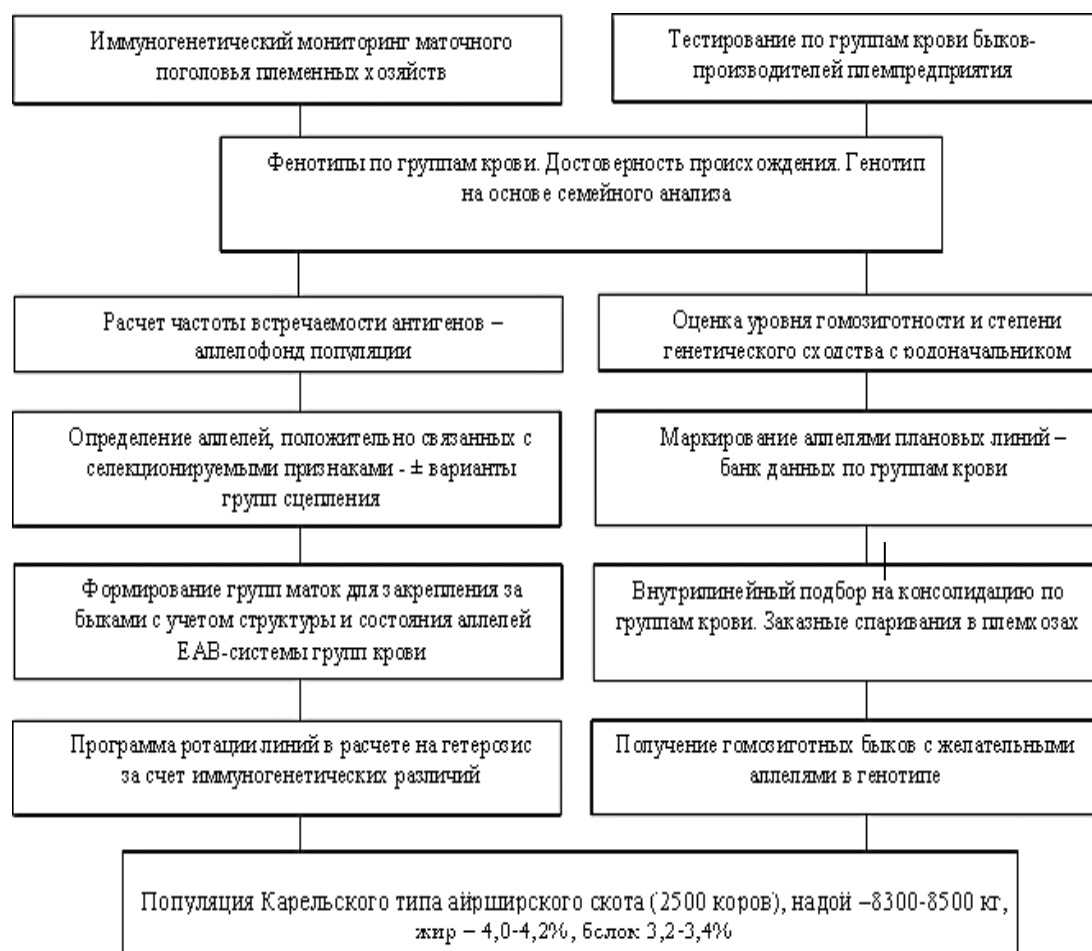 Иммуногенетический мониторинг маточного
поголовья племенных хозяйств
Тестирование по группам крови быков-
производителей племпредприятия
Фенотипы по группам крови. Достоверность происхождения. Генотип
на основе семейного анализа
Расчет частоты встречаемости антигенов –
аллелофонд популяции
Оценка уровня гомозиготности и степени
генетического сходства с родоначальником
Определение аллелей, положительно связанных с
селекционируемыми признаками - ± варианты
групп сцепления
Маркирование аллелями плановых линий –
банк данных по группам крови
Формирование групп маток для закрепления за
быками с учетом структуры и состояния аллелей
ЕАВ-системы групп крови
Внутрилинейный подбор на консолидацию по
группам крови. Заказные спаривания в племхозах
Программа ротации линий в расчете на гетерозис
за счет иммуногенетических различий
Получение гомозиготных быков с желательными
аллелями в генотипе
Популяция Карельского типа айрширского скота (2500 коров), надой –8300-8500 кг,
жир – 4,0-4,2%, белок 3,2-3,4%